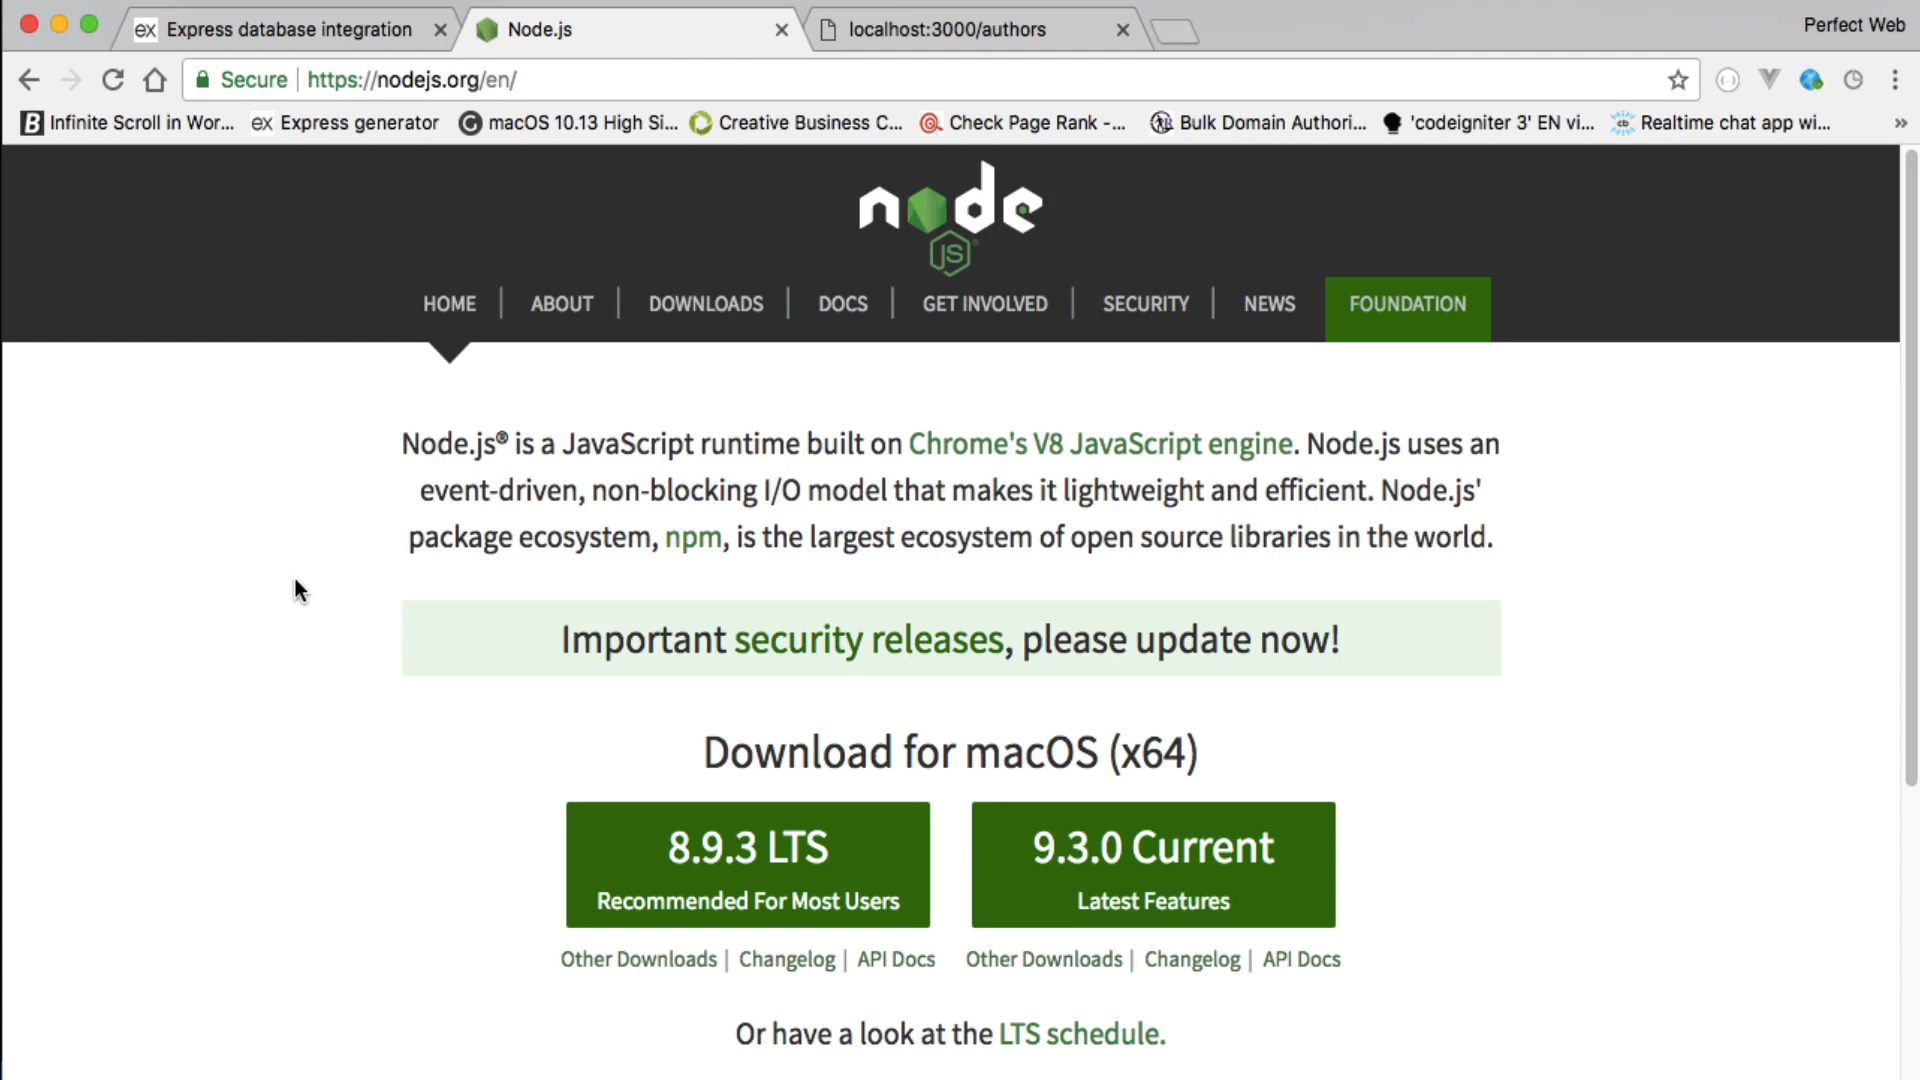 ex Express database integration
Node.js
localhost:3000/authors
Perfect Web
Secure https://nodejs.org/en/
B Infinite Scroll in Wor...
ex Express generator
macOS 10.13 High Si...
Creative Business C...
Check Page Rank -...
Bulk Domain Authori...
'codeigniter 3' EN vi...
Realtime chat app wi...
»
node
JS
HOME | ABOUT | DOWNLOADS | DOCS | GET INVOLVED | SECURITY | NEWS FOUNDATION
Node.js® is a JavaScript runtime built on Chrome's V8 JavaScript engine. Node.js uses an
event-driven, non-blocking I/O model that makes it lightweight and efficient. Node.js'
package ecosystem, npm, is the largest ecosystem of open source libraries in the world.
Important security releases, please update now!
Download for macOS (x64)
8.9.3 LTS
Recommended For Most Users
9.3.0 Current
Latest Features
Other Downloads | Changelog | API Docs
Other Downloads | Changelog | API Docs
Or have a look at the LTS schedule.